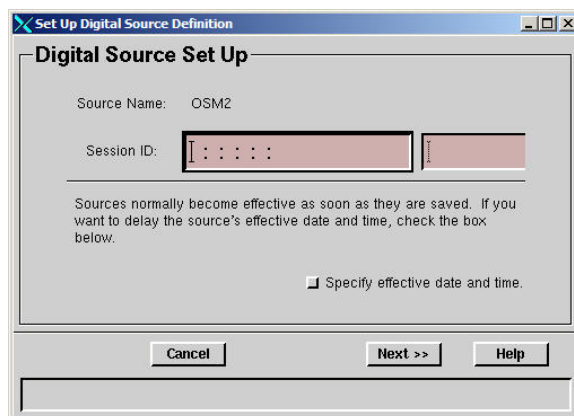 Set Up Digital Source Definition
Digital Source Set Up
Source Name: OSM2
Session ID: : : : : :
Sources normally become effective as soon as they are saved. If you
want to delay the source's effective date and time, check the box
below.
Specify effective date and time.
Cancel Next >> Help